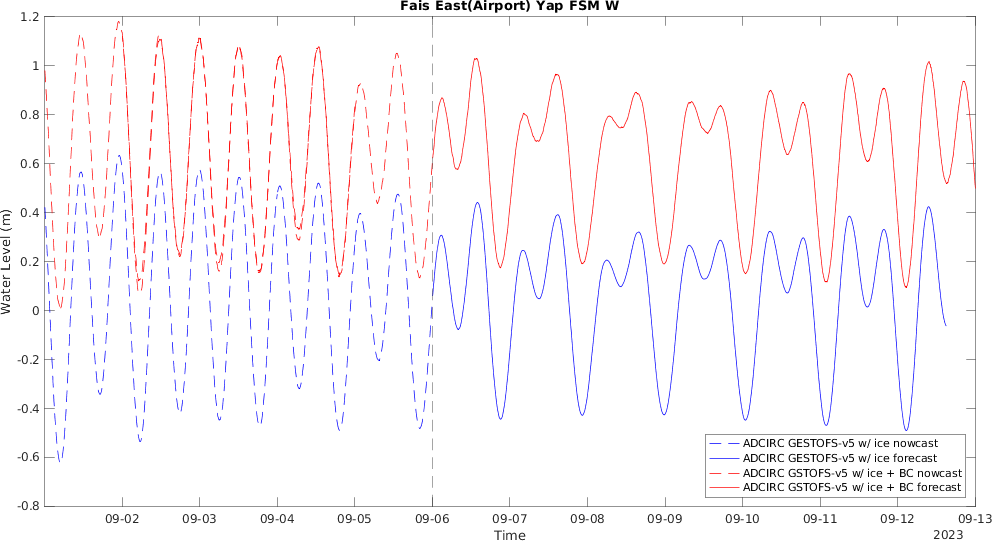 Fais East(Airport) Yap FSM W
Water Level (m)
1.2
1
0.8
0.6
0.4
0.2
0
-0.2
-0.4
-0.6
-0.8
ADCIRC GESTOFS-v5 w/ ice nowcast
ADCIRC GESTOFS-v5 w/ ice forecast
ADCIRC GSTOFS-v5 w/ ice + BC nowcast
ADCIRC GSTOFS-v5 w/ ice + BC forecast
09-02 09-03 09-04 09-05 09-06 09-07 09-08 09-09 09-10 09-11 09-12 09-13
Time
2023